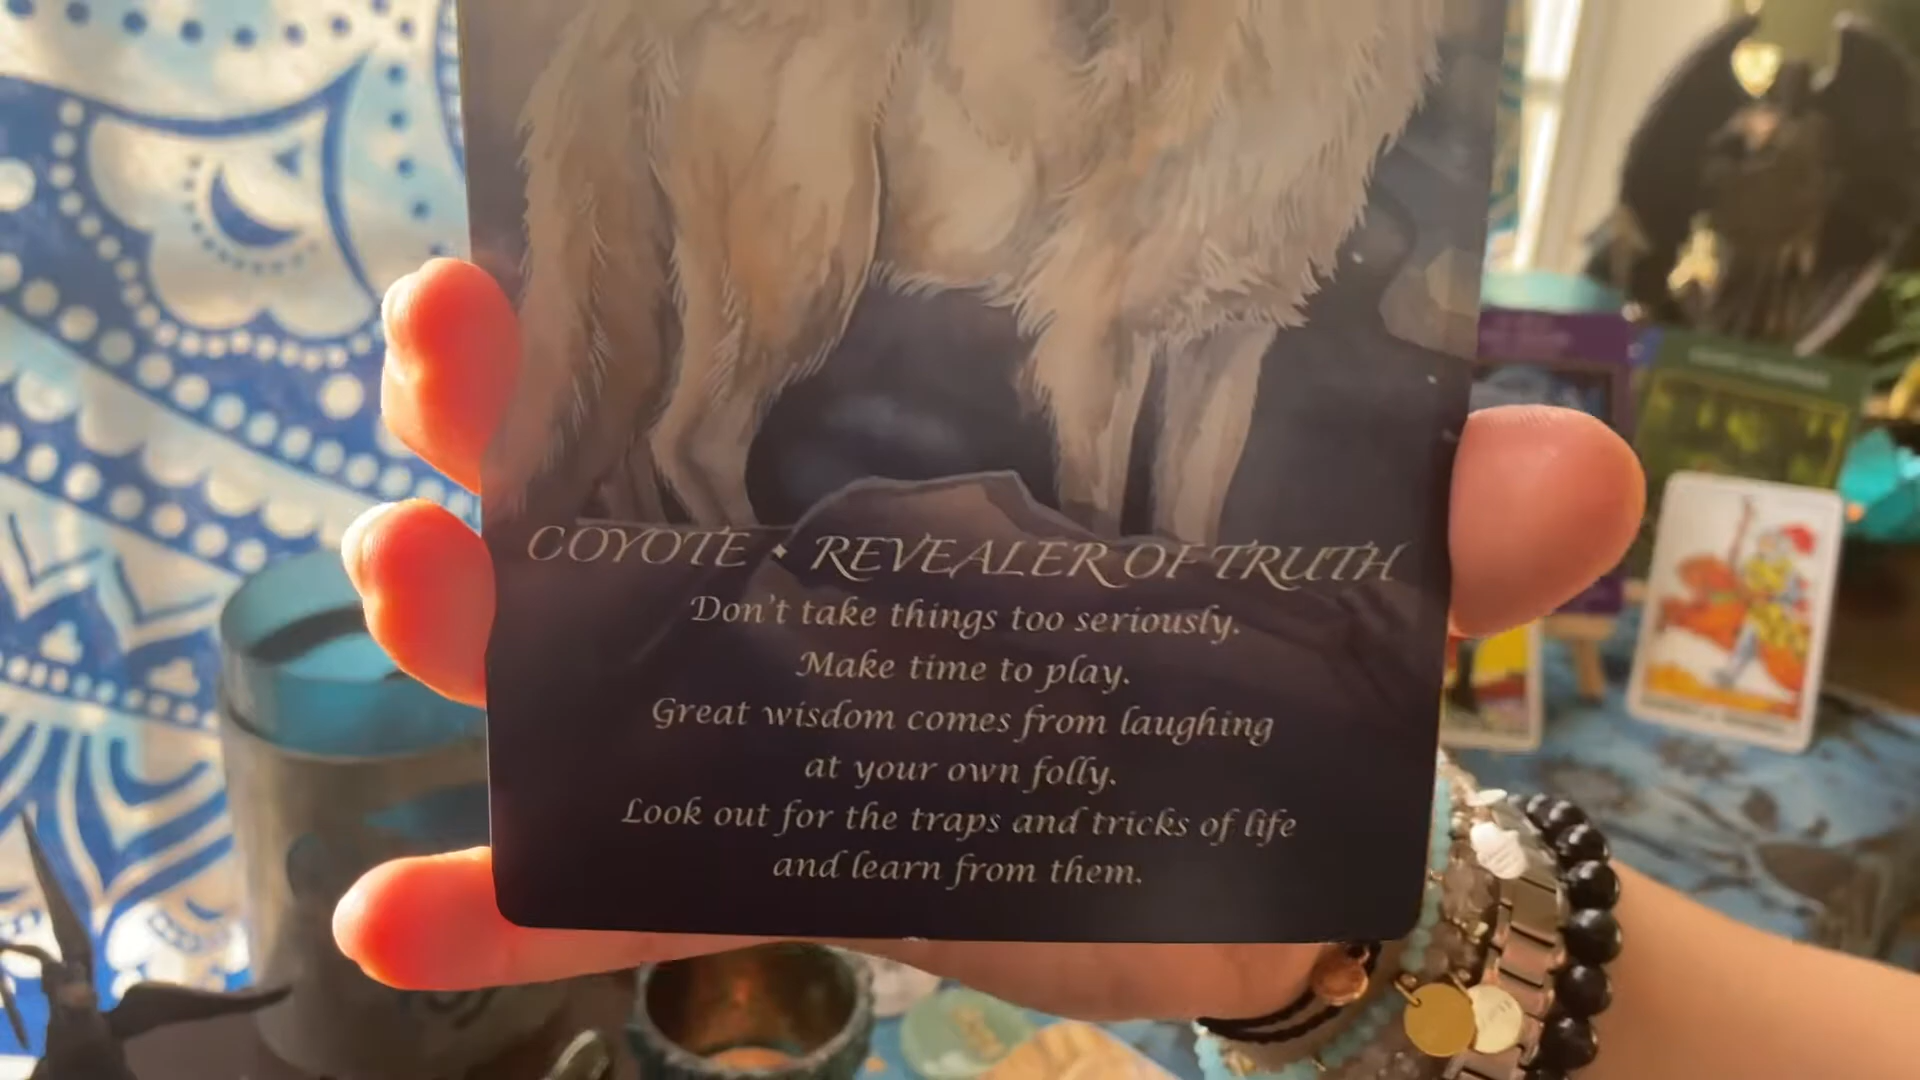 COYOTE ✦ REVEALER OF TRUTH
Don't take things too seriously.
Make time to play.
Great wisdom comes from laughing
at your own folly.
Look out for the traps and tricks of life
and learn from them.